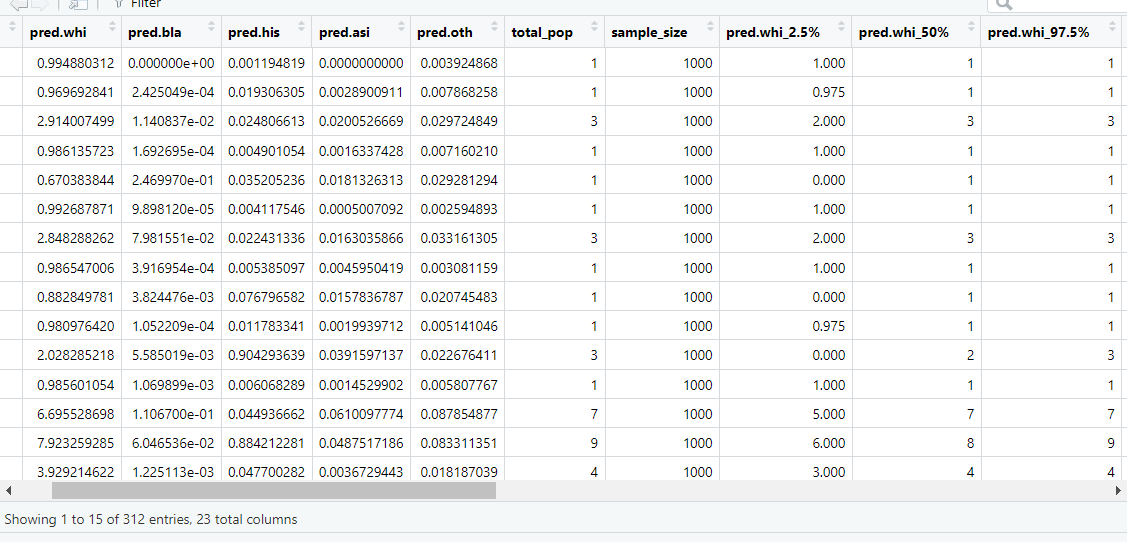 Filter
pred.whi pred.bla pred.his pred.asi pred.oth total_pop sample_size pred.whi_2.5% pred.whi_50% pred.whi_97.5%
0.994880312 0.000000e+00 0.001194819 0.0000000000 0.003924868 1 1000 1.000 1 1
0.969692841 2.425049e-04 0.019306305 0.0028900911 0.007868258 1 1000 0.975 1 1
2.914007499 1.140837e-02 0.024806613 0.0200526669 0.029724849 3 1000 2.000 3 3
0.986135723 1.692695e-04 0.004901054 0.0016337428 0.007160210 1 1000 1.000 1 1
0.670383844 2.469970e-01 0.035205236 0.0181326313 0.029281294 1 1000 0.000 1 1
0.992687871 9.898120e-05 0.004117546 0.0005007092 0.002594893 1 1000 1.000 1 1
2.848288262 7.981551e-02 0.022431336 0.0163035866 0.033161305 3 1000 2.000 3 3
0.986547006 3.916954e-04 0.005385097 0.0045950419 0.003081159 1 1000 1.000 1 1
0.882849781 3.824476e-03 0.076796582 0.0157836787 0.020745483 1 1000 0.000 1 1
0.980976420 1.052209e-04 0.011783341 0.0019939712 0.005141046 1 1000 0.975 1 1
2.028285218 5.585019e-03 0.904293639 0.0391597137 0.022676411 3 1000 0.000 2 3
0.985601054 1.069899e-03 0.006068289 0.0014529902 0.005807767 1 1000 1.000 1 1
6.695528698 1.106700e-01 0.044936662 0.0610097774 0.087854877 7 1000 5.000 7 7
7.923259285 6.046536e-02 0.884212281 0.0487517186 0.083311351 9 1000 6.000 8 9
3.929214622 1.225113e-03 0.047700282 0.0036729443 0.018187039 4 1000 3.000 4 4
Showing 1 to 15 of 312 entries, 23 total columns